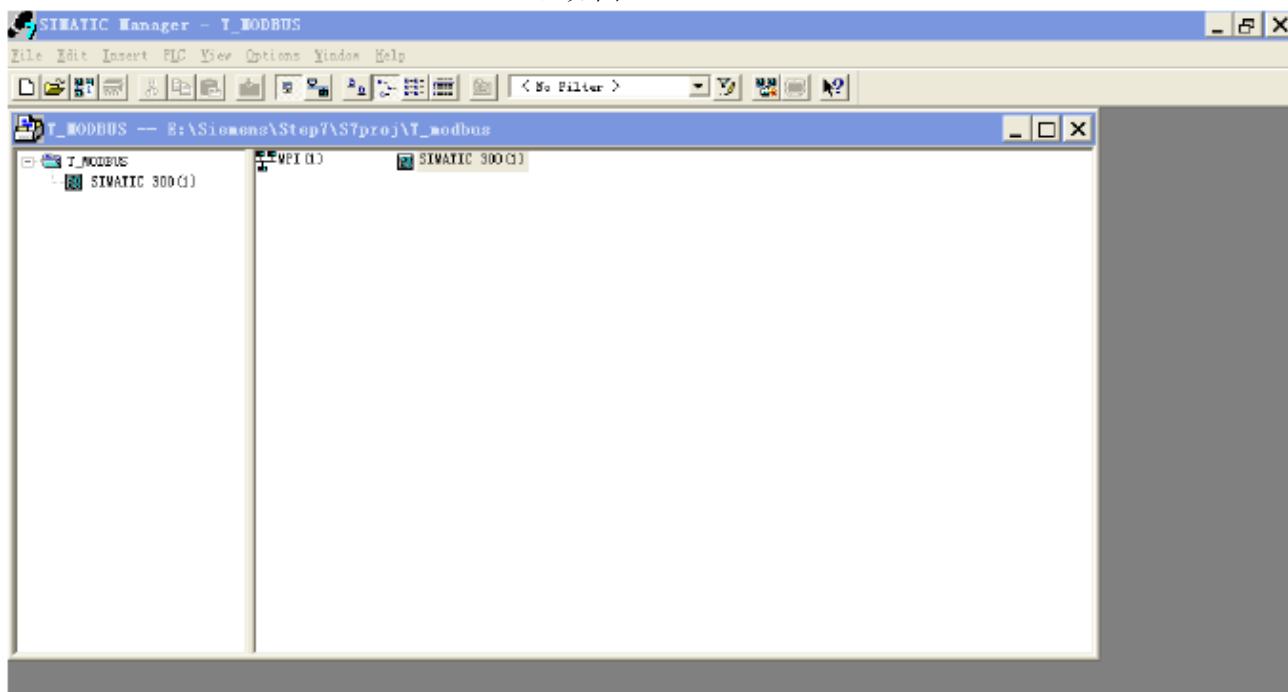 SIMATIC Manager - T_MODBUS
File Edit Insert PLC View Options Window Help
< No Filter >
T_MODBUS -- E:\Siemens\Step7\S7proj\T_modbus
T_MODBUS
SIMATIC 300(1)
MPI(1)
SIMATIC 300(1)